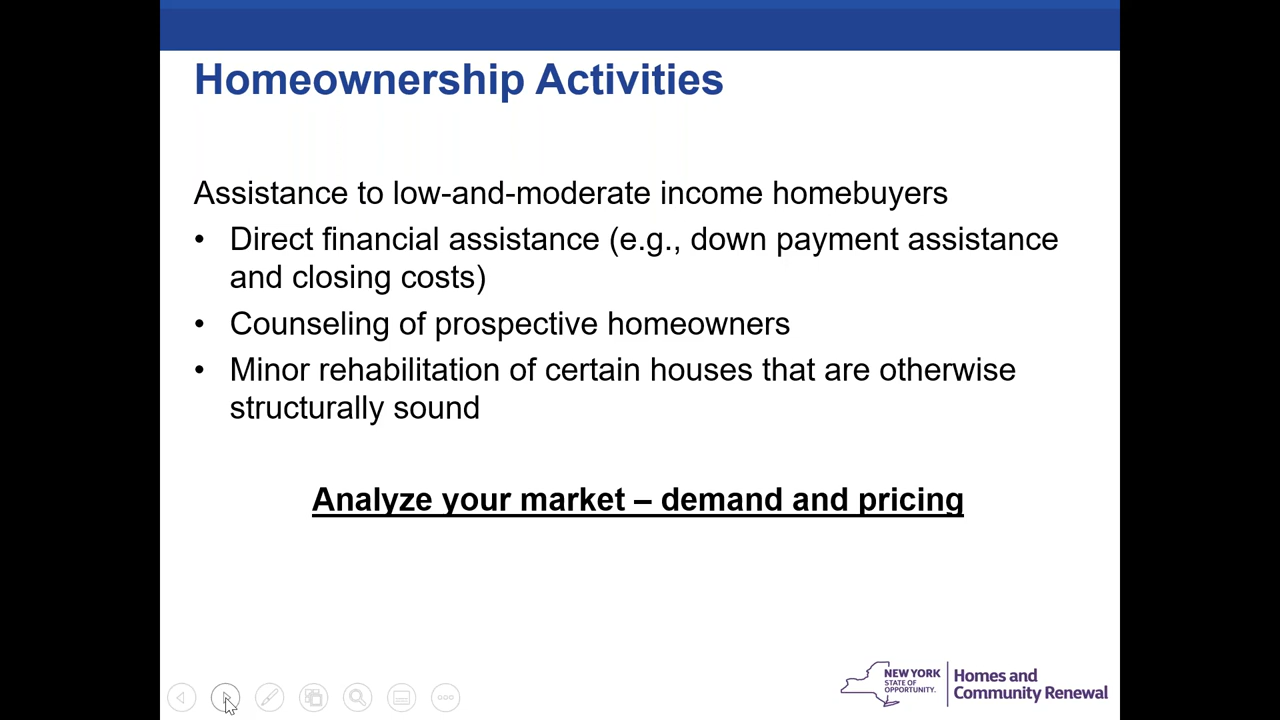 Homeownership Activities
Assistance to low-and-moderate income homebuyers
• Direct financial assistance (e.g., down payment assistance
and closing costs)
• Counseling of prospective homeowners
• Minor rehabilitation of certain houses that are otherwise
structurally sound
Analyze your market – demand and pricing
NEW YORK
STATE OF
OPPORTUNITY.
Homes and
Community Renewal